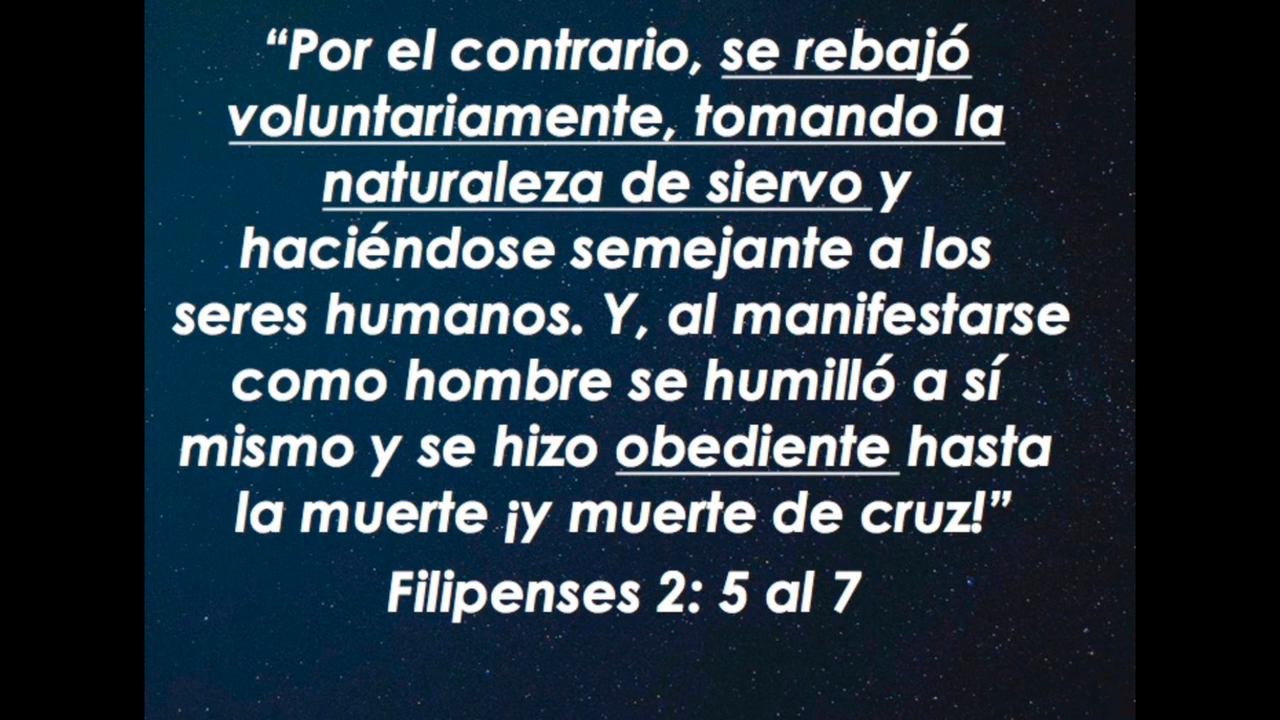 “Por el contrario, se rebajó
voluntariamente, tomando la
naturaleza de siervo y
haciéndose semejante a los
seres humanos. Y, al manifestarse
como hombre se humilló a sí
mismo y se hizo obediente hasta
la muerte ¡y muerte de cruz!”
Filipenses 2: 5 al 7